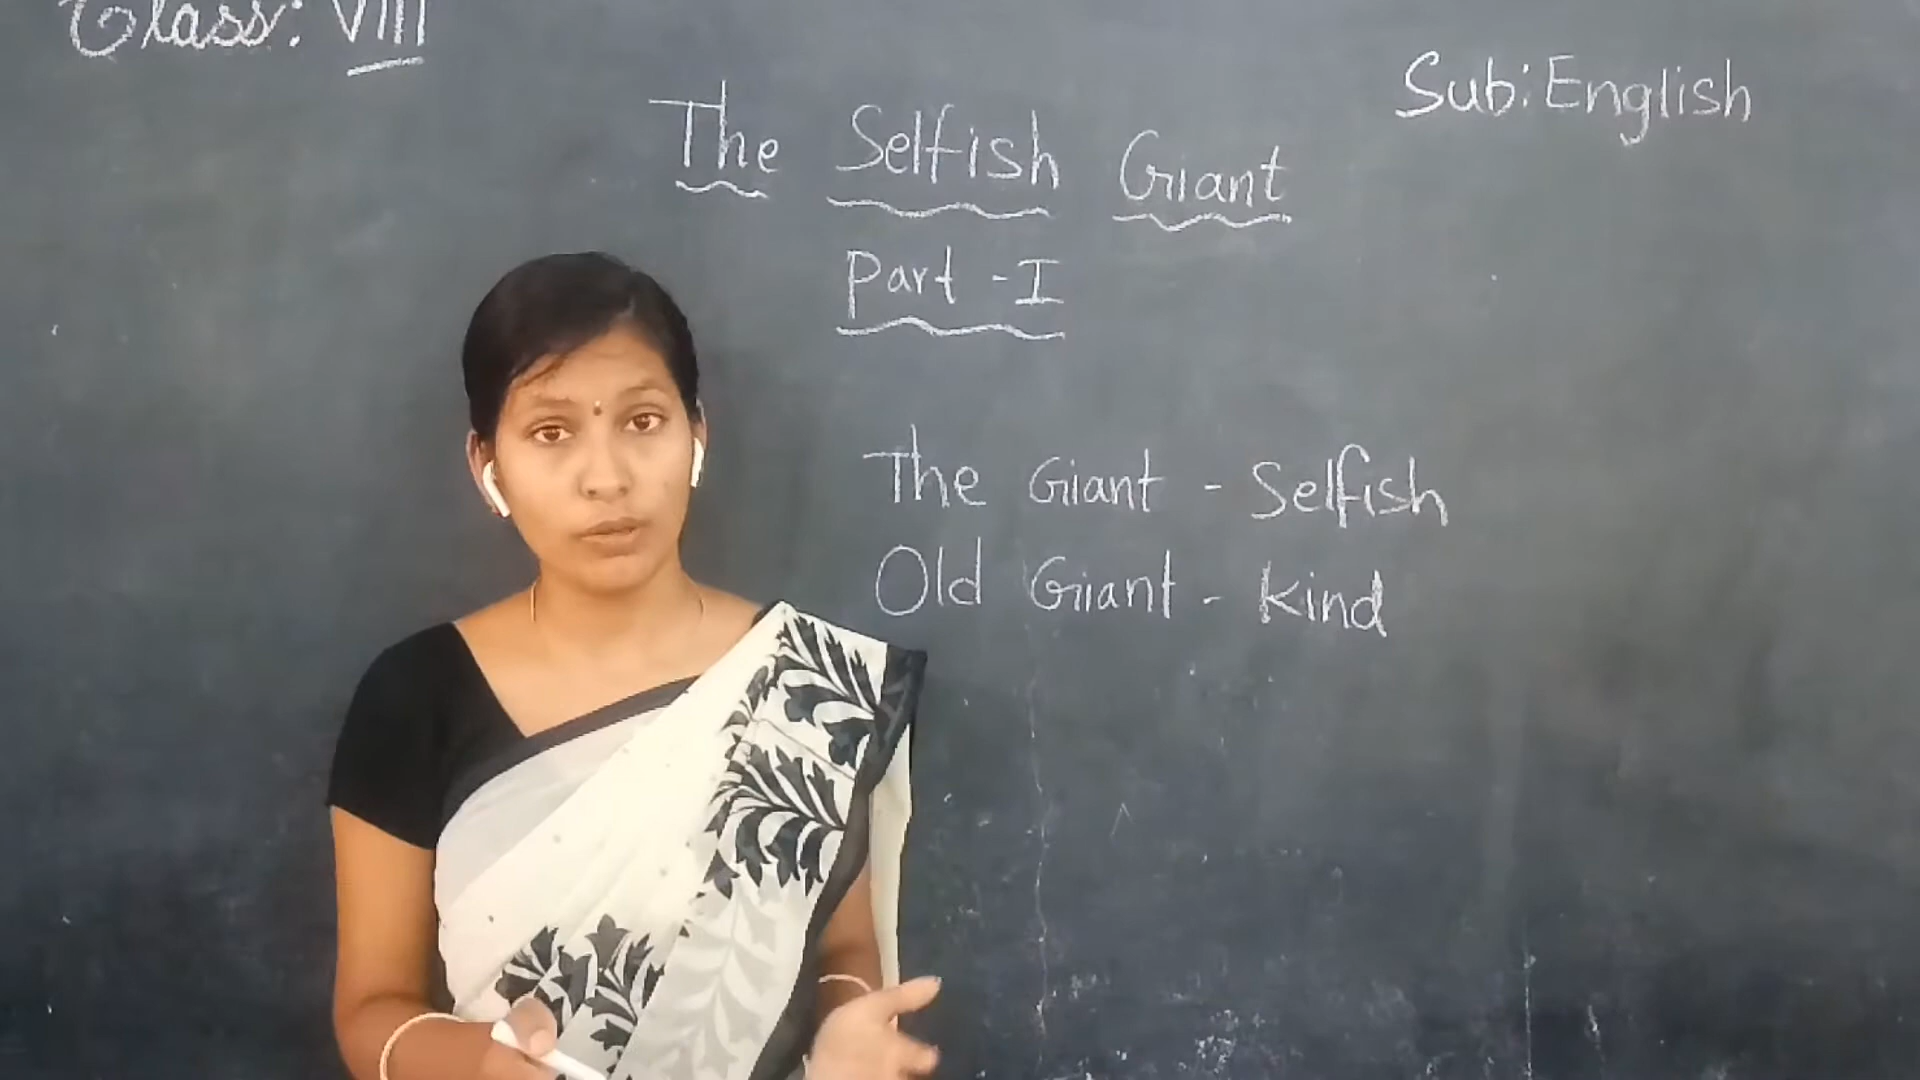 Class: VIII
Sub: English
The Selfish Giant
Part - I
The Giant - Selfish
Old Giant - Kind